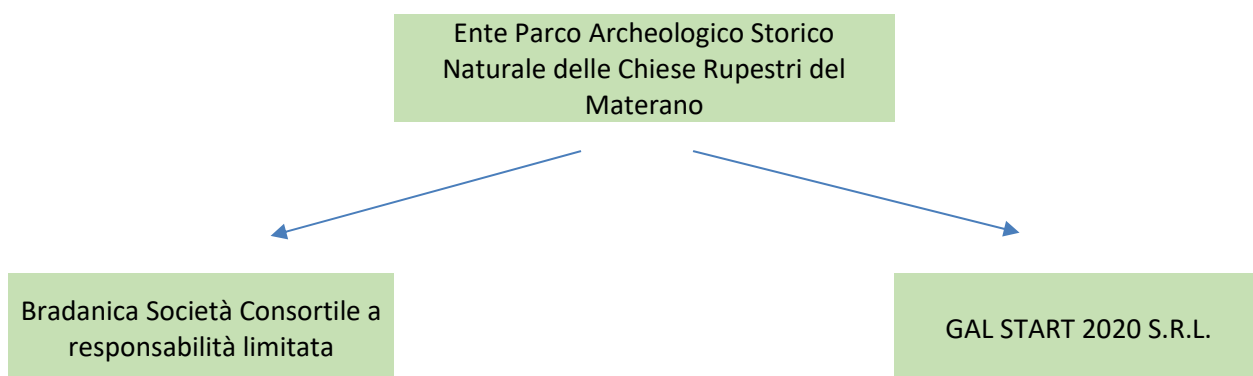 Ente Parco Archeologico Storico
Naturale delle Chiese Rupestri del
Materano
Bradanica Società Consortile a
responsabilità limitata
GAL START 2020 S.R.L.